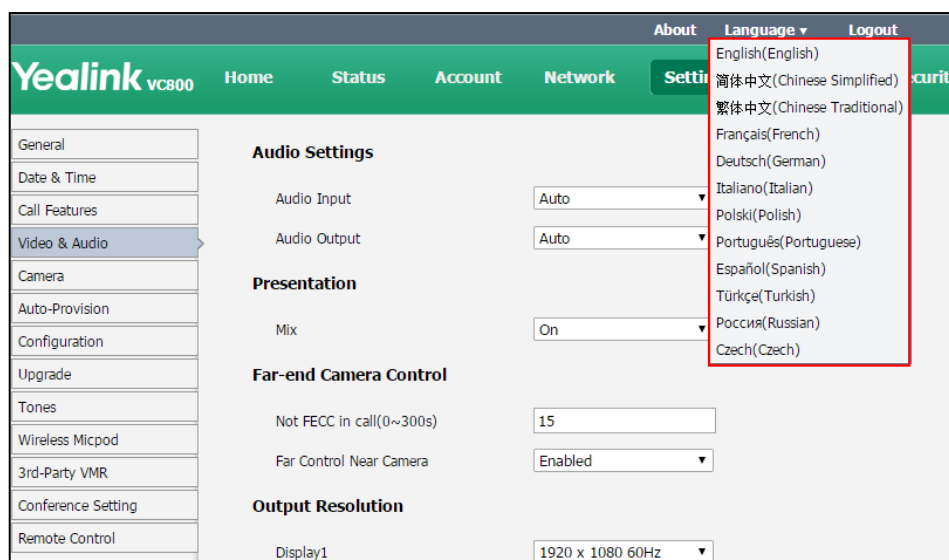 About Language ▾ Logout
Yealink VC800
Home Status Account Network Settin curit
English(English)
简体中文(Chinese Simplified)
繁体中文(Chinese Traditional)
Français(French)
Deutsch(German)
Italiano(Italian)
Polski(Polish)
Português(Portuguese)
Español(Spanish)
Türkçe(Turkish)
Россия(Russian)
Czech(Czech)
General
Date & Time
Call Features
Video & Audio
Camera
Auto-Provision
Configuration
Upgrade
Tones
Wireless Micpod
3rd-Party VMR
Conference Setting
Remote Control
Audio Settings
Audio Input Auto
Audio Output Auto
Presentation
Mix On
Far-end Camera Control
Not FECC in call(0~300s) 15
Far Control Near Camera Enabled
Output Resolution
Display1 1920 x 1080 60Hz